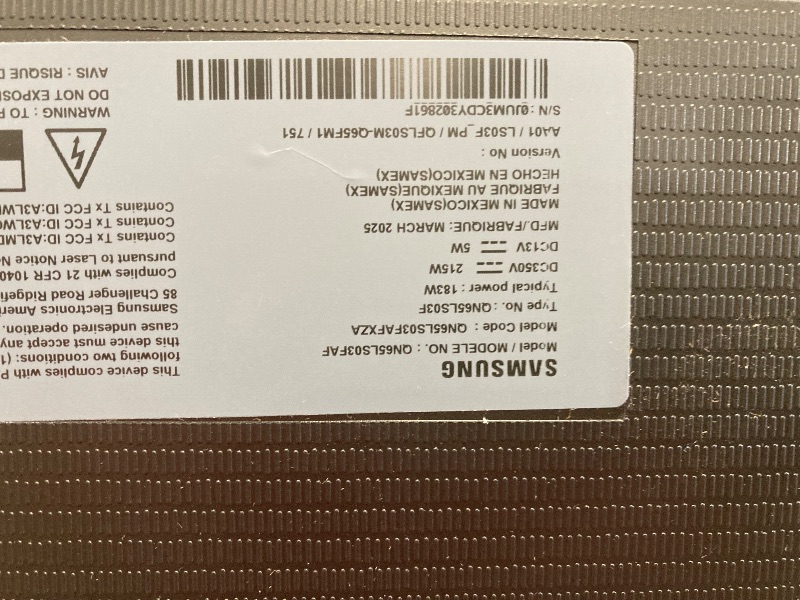 SAMSUNG
Model / MODELE NO. : QN65LS03FAF
Model Code : QN65LS03FAFXZA
Type No. : QN65LS03F
Typical power : 183W
DC350V 215W
DC13V 5W
MFD./FABRIQUE: MARCH 2025
MADE IN MEXICO(SAMEX)
FABRIQUE AU MEXIQUE(SAMEX)
HECHO EN MEXICO(SAMEX)
Version No :
AA01 / LS03F_PM / QFLS03M-Q65FM1 / 751
S/N : 0JUM3CDY302861F
This device complies with
following two conditions:
this device must accept any
cause undesired operation.
Samsung Electronics
85 Challenger Road
Complies with 21 CFR 1040
pursuant to Laser Notice
Contains Tx FCC ID:
Contains Tx FCC ID:
Contains Tx FCC ID:
WARNING : TO
DO NOT
AVIS : RISQUE